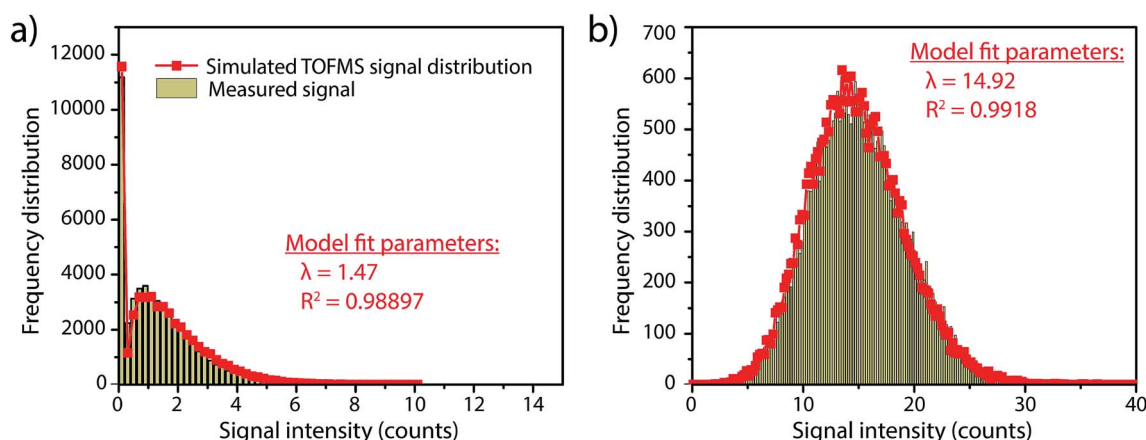 a)
12000
10000
8000
6000
4000
2000
0
Frequency distribution
Simulated TOFMS signal distribution
Measured signal
Model fit parameters:
λ = 1.47
R² = 0.98897
0 2 4 6 8 10 12 14
Signal intensity (counts)
b)
700
600
500
400
300
200
100
0
Frequency distribution
Model fit parameters:
λ = 14.92
R² = 0.9918
0 10 20 30 40
Signal intensity (counts)